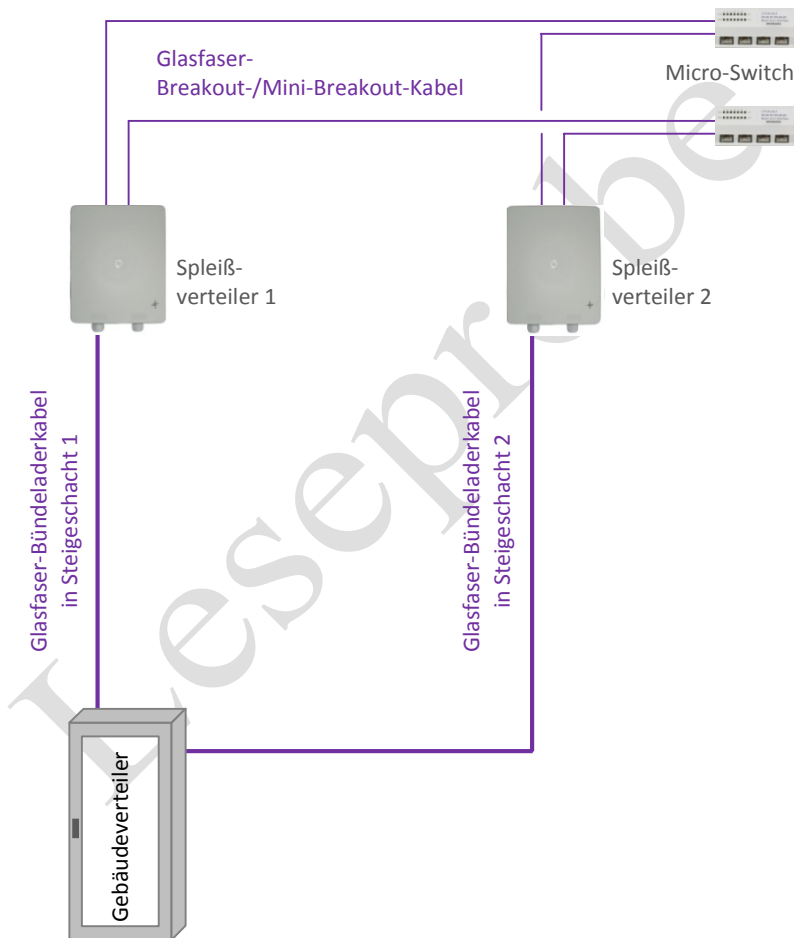 Glasfaser-
Breakout-/Mini-Breakout-Kabel
Micro-Switch
Spleiß-
verteiler 1
Spleiß-
verteiler 2
Glasfaser-Bündeladerkabel
in Steigeschacht 1
Glasfaser-Bündeladerkabel
in Steigeschacht 2
Gebäudeverteiler
Leseprobe